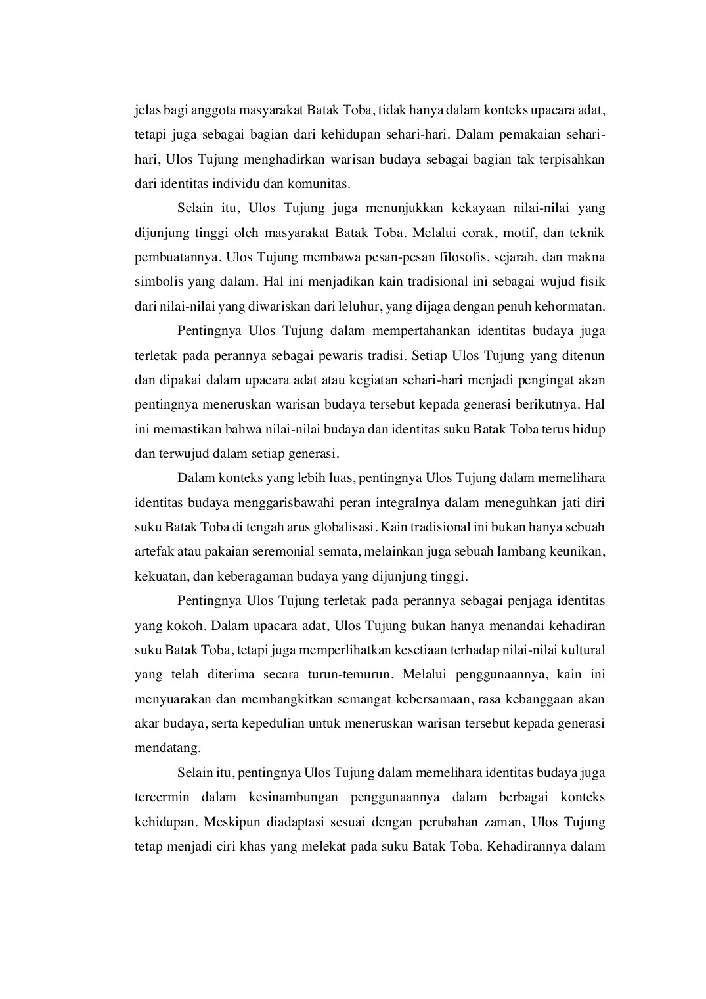 jelas bagi anggota masyarakat Batak Toba, tidak hanya dalam konteks upacara adat,
tetapi juga sebagai bagian dari kehidupan sehari-hari. Dalam pemakaian sehari-
hari, Ulos Tujung menghadirkan warisan budaya sebagai bagian tak terpisahkan
dari identitas individu dan komunitas.
Selain itu, Ulos Tujung juga menunjukkan kekayaan nilai-nilai yang
dijunjung tinggi oleh masyarakat Batak Toba. Melalui corak, motif, dan teknik
pembuatannya, Ulos Tujung membawa pesan-pesan filosofis, sejarah, dan makna
simbolis yang dalam. Hal ini menjadikan kain tradisional ini sebagai wujud fisik
dari nilai-nilai yang diwariskan dari leluhur, yang dijaga dengan penuh kehormatan.
Pentingnya Ulos Tujung dalam mempertahankan identitas budaya juga
terletak pada perannya sebagai pewaris tradisi. Setiap Ulos Tujung yang ditenun
dan dipakai dalam upacara adat atau kegiatan sehari-hari menjadi pengingat akan
pentingnya meneruskan warisan budaya tersebut kepada generasi berikutnya. Hal
ini memastikan bahwa nilai-nilai budaya dan identitas suku Batak Toba terus hidup
dan terwujud dalam setiap generasi.
Dalam konteks yang lebih luas, pentingnya Ulos Tujung dalam memelihara
identitas budaya menggarisbawahi peran integralnya dalam meneguhkan jati diri
suku Batak Toba di tengah arus globalisasi. Kain tradisional ini bukan hanya sebuah
artefak atau pakaian seremonial semata, melainkan juga sebuah lambang keunikan,
kekuatan, dan keberagaman budaya yang dijunjung tinggi.
Pentingnya Ulos Tujung terletak pada perannya sebagai penjaga identitas
yang kokoh. Dalam upacara adat, Ulos Tujung bukan hanya menandai kehadiran
suku Batak Toba, tetapi juga memperlihatkan kesetiaan terhadap nilai-nilai kultural
yang telah diterima secara turun-temurun. Melalui penggunaannya, kain ini
menyuarakan dan membangkitkan semangat kebersamaan, rasa kebanggaan akan
akar budaya, serta kepedulian untuk meneruskan warisan tersebut kepada generasi
mendatang.
Selain itu, pentingnya Ulos Tujung dalam memelihara identitas budaya juga
tercermin dalam kesinambungan penggunaannya dalam berbagai konteks
kehidupan. Meskipun diadaptasi sesuai dengan perubahan zaman, Ulos Tujung
tetap menjadi ciri khas yang melekat pada suku Batak Toba. Kehadirannya dalam